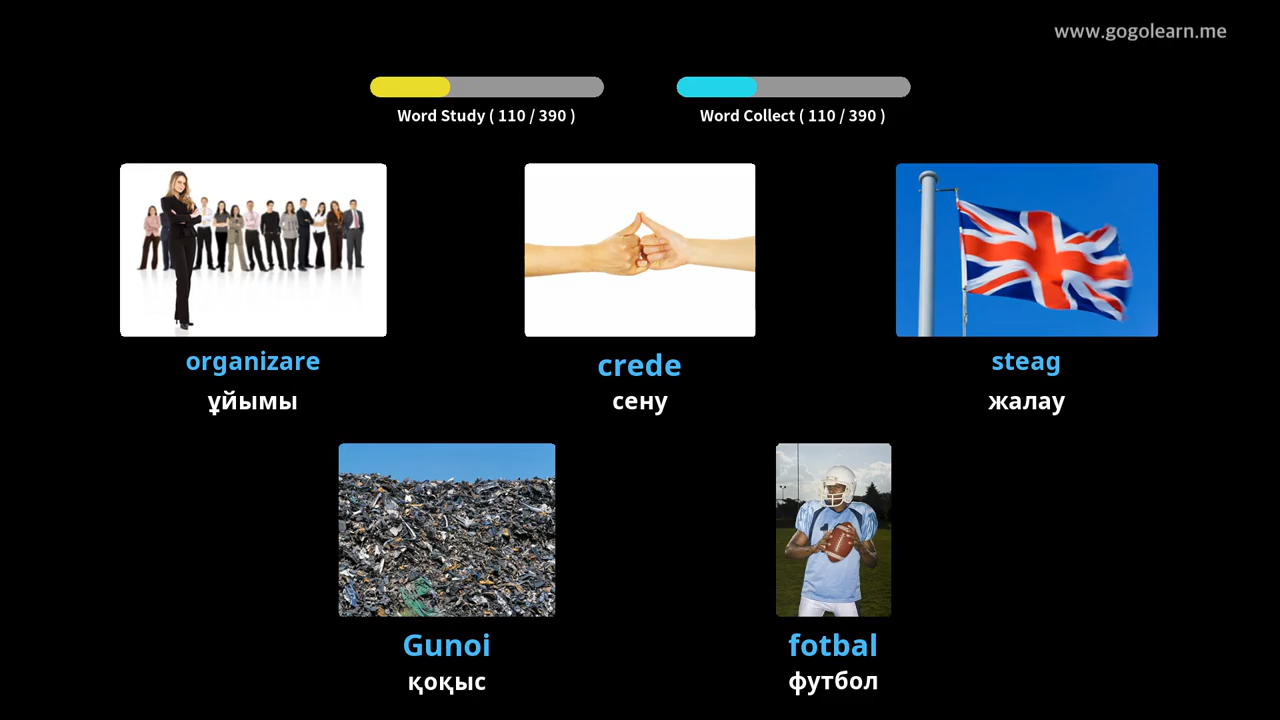 www.gogolearn.me
Word Study ( 110 / 390 )
Word Collect ( 110 / 390 )
organizare
ұйымы
crede
сену
steag
жалау
Gunoi
қоқыс
fotbal
футбол